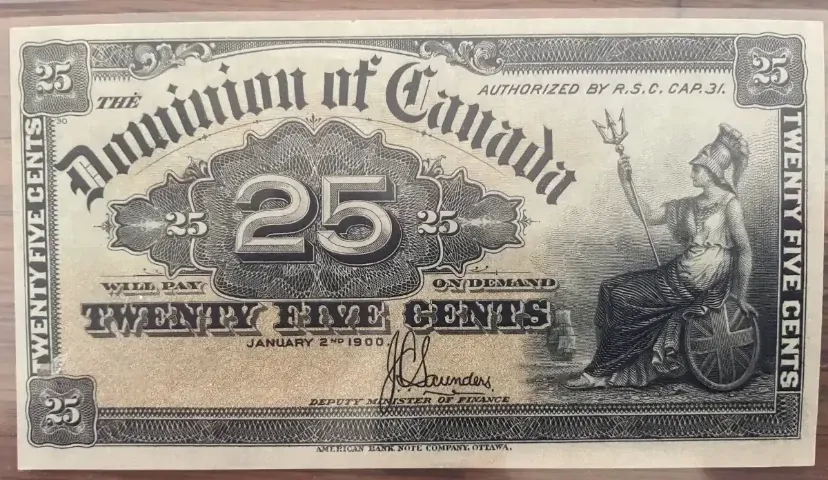 25
25
THE Dominion of Canada
AUTHORIZED BY R.S.C. CAP. 31.
30
25 25 25
WILL PAY ON DEMAND
TWENTY FIVE CENTS
JANUARY 2ND 1900.
J.C. Saunders
DEPUTY MINISTER OF FINANCE
TWENTY FIVE CENTS
TWENTY FIVE CENTS
25
AMERICAN BANK NOTE COMPANY, OTTAWA.